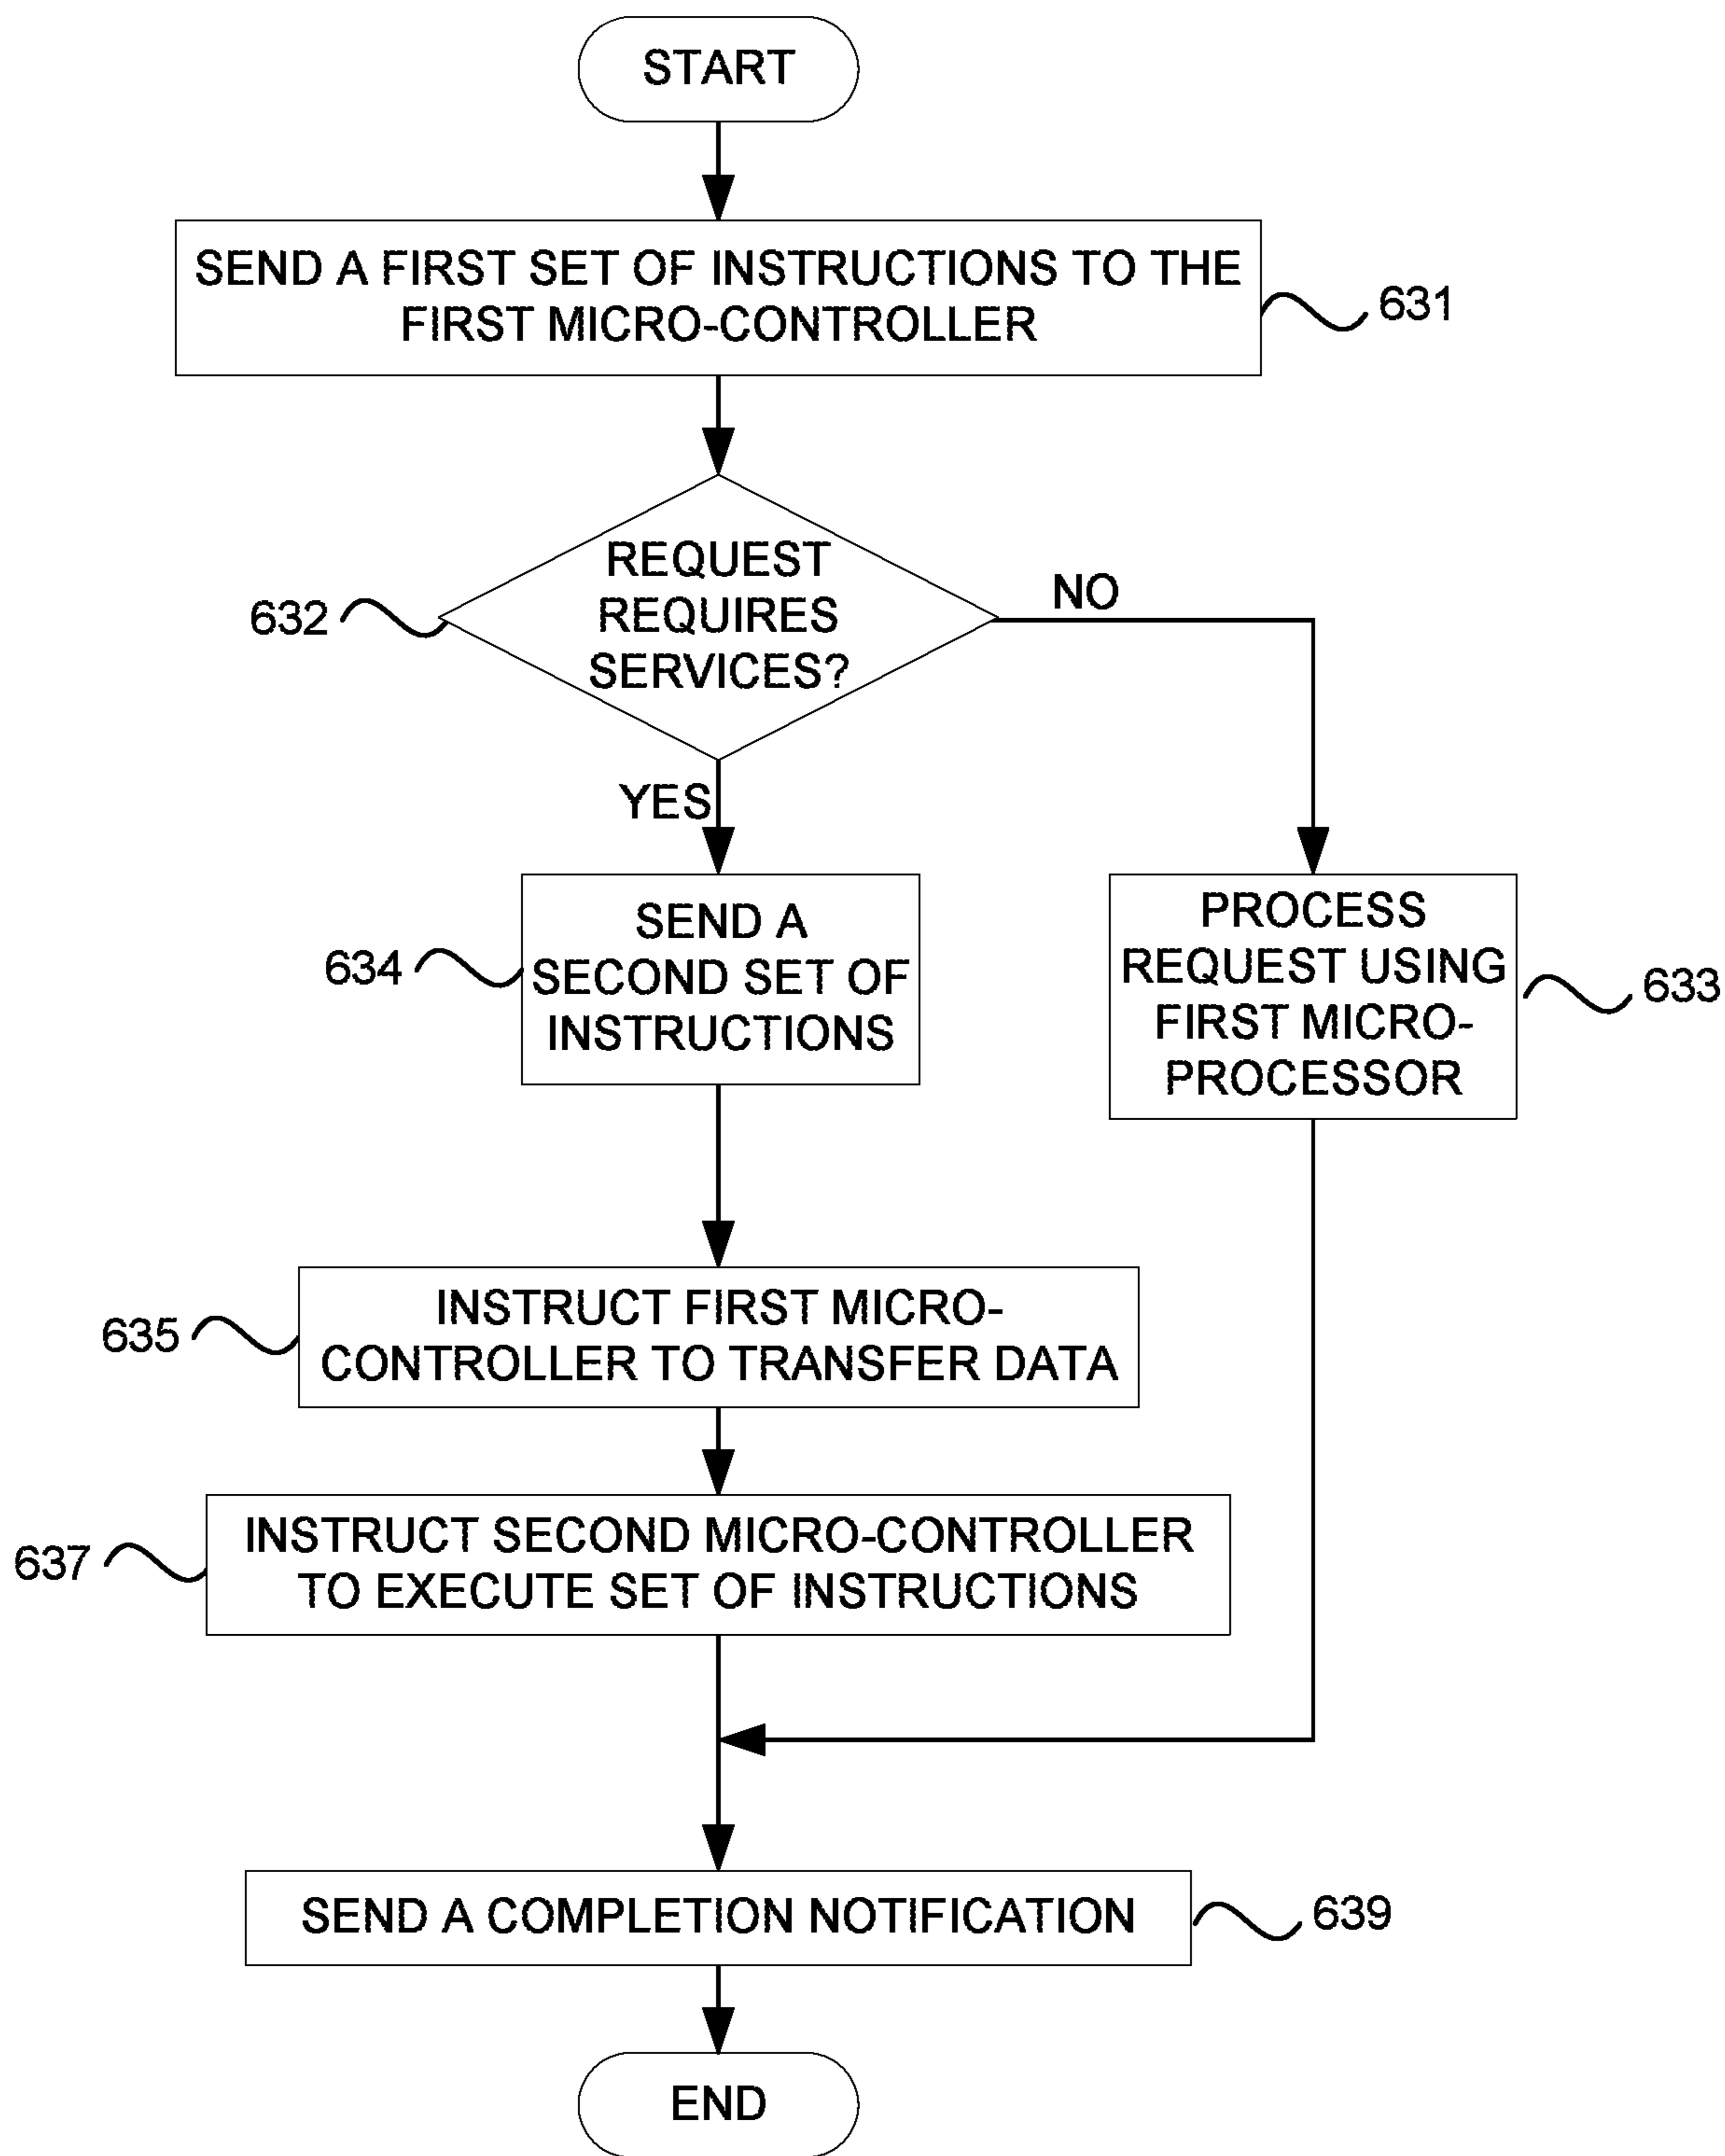 START
SEND A FIRST SET OF INSTRUCTIONS TO THE
FIRST MICRO-CONTROLLER
631
REQUEST
REQUIRES
SERVICES?
632
NO
YES
SEND A
SECOND SET OF
INSTRUCTIONS
634
PROCESS
REQUEST USING
FIRST MICRO-
PROCESSOR
633
INSTRUCT FIRST MICRO-
CONTROLLER TO TRANSFER DATA
635
INSTRUCT SECOND MICRO-CONTROLLER
TO EXECUTE SET OF INSTRUCTIONS
637
SEND A COMPLETION NOTIFICATION
639
END